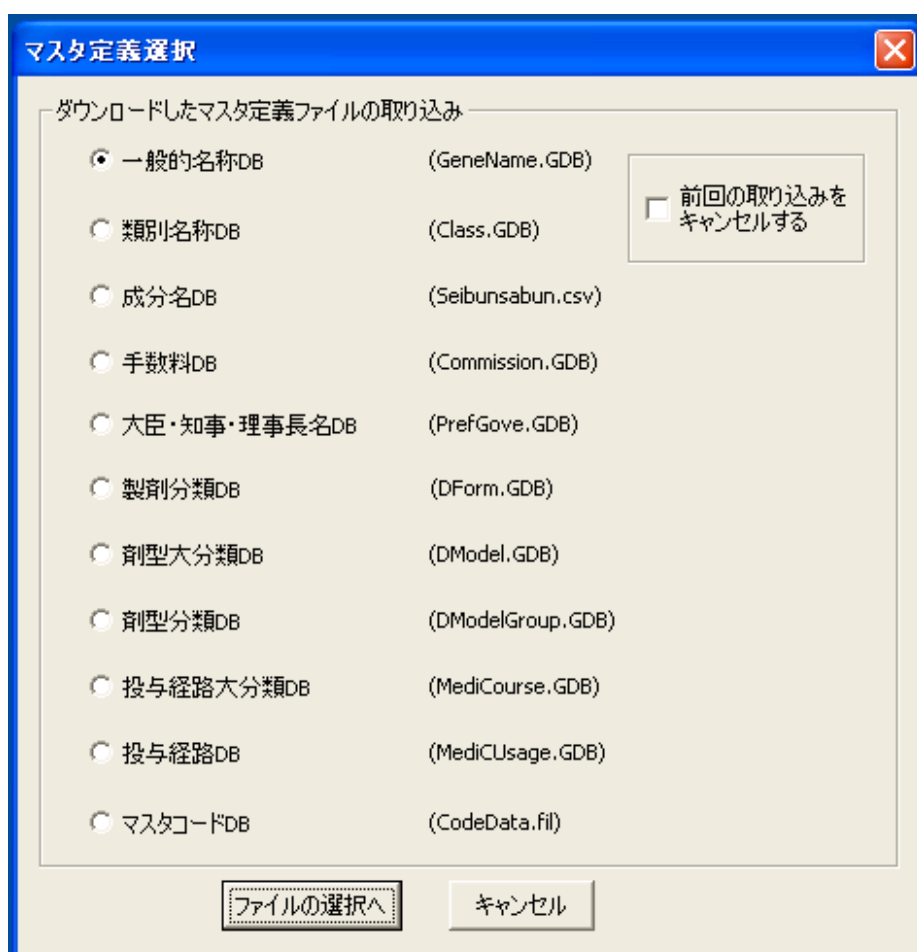 マスタ定義選択
ダウンロードしたマスタ定義ファイルの取り込み
一般的名称DB (GeneName.GDB)
前回の取り込みを
キャンセルする
類別名称DB (Class.GDB)
成分名DB (Seibunsabun.csv)
手数料DB (Commission.GDB)
大臣・知事・理事長名DB (PrefGove.GDB)
製剤分類DB (DForm.GDB)
剤型大分類DB (DModel.GDB)
剤型分類DB (DModelGroup.GDB)
投与経路大分類DB (MediCourse.GDB)
投与経路DB (MediCUsage.GDB)
マスタコードDB (CodeData.fil)
ファイルの選択へ キャンセル